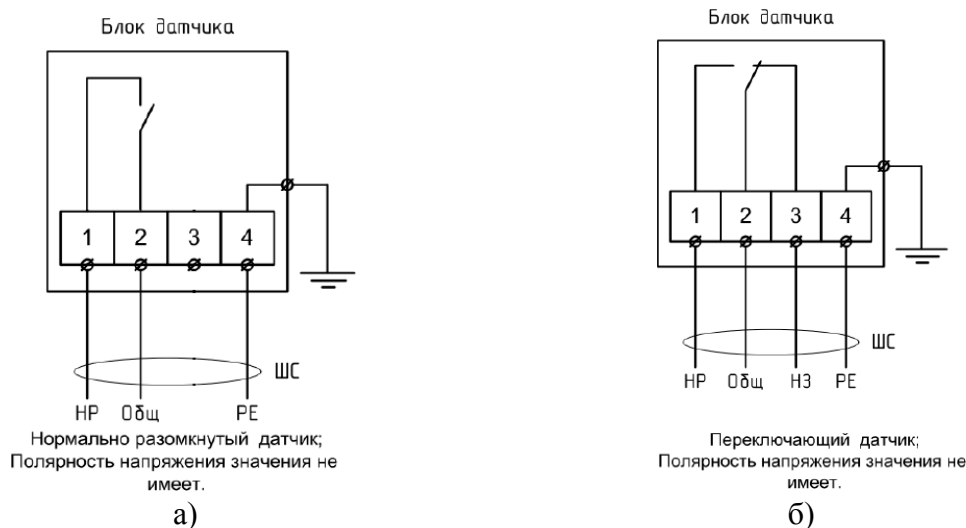 Блок датчика
1 2 3 4
ШС
НР Общ РЕ
Нормально разомкнутый датчик;
Полярность напряжения значения не
имеет.
а)
Блок датчика
1 2 3 4
ШС
НР Общ НЗ РЕ
Переключающий датчик;
Полярность напряжения значения не
имеет.
б)